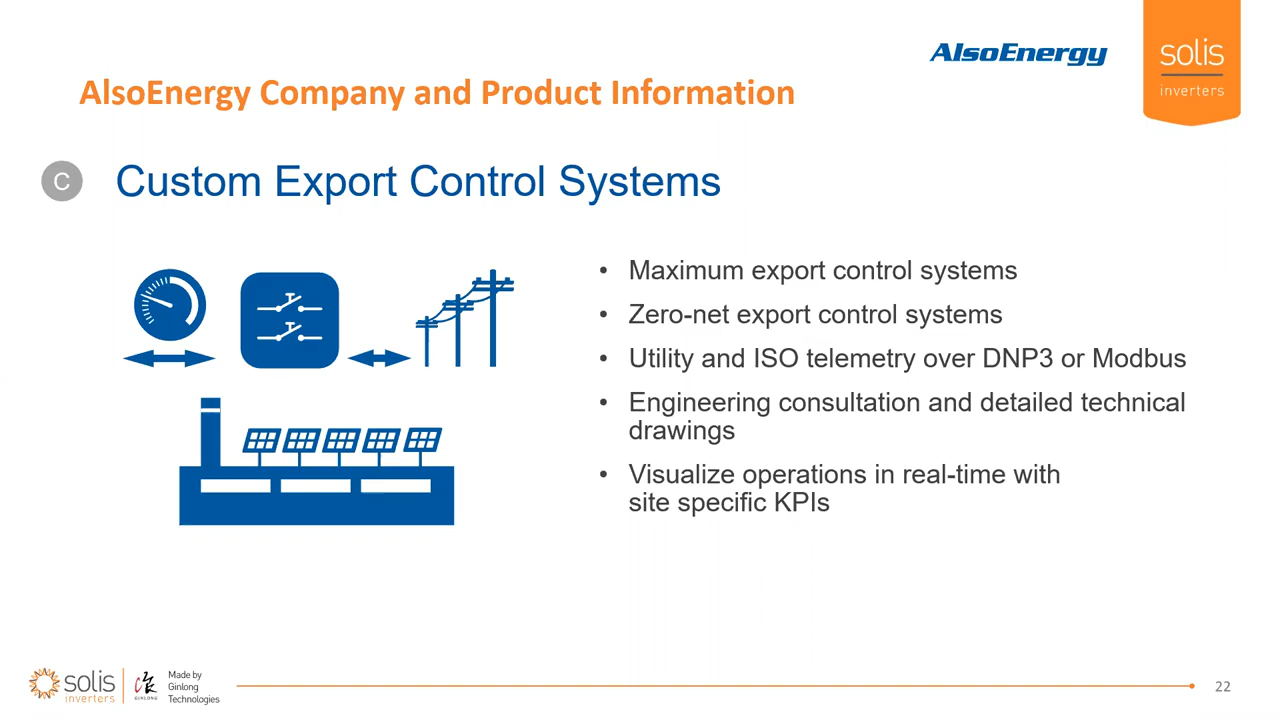 AlsoEnergy
solis
inverters
AlsoEnergy Company and Product Information
C
Custom Export Control Systems
• Maximum export control systems
• Zero-net export control systems
• Utility and ISO telemetry over DNP3 or Modbus
• Engineering consultation and detailed technical
drawings
• Visualize operations in real-time with
site specific KPIs
solis
inverters
GINLONG
Made by
Ginlong
Technologies
22